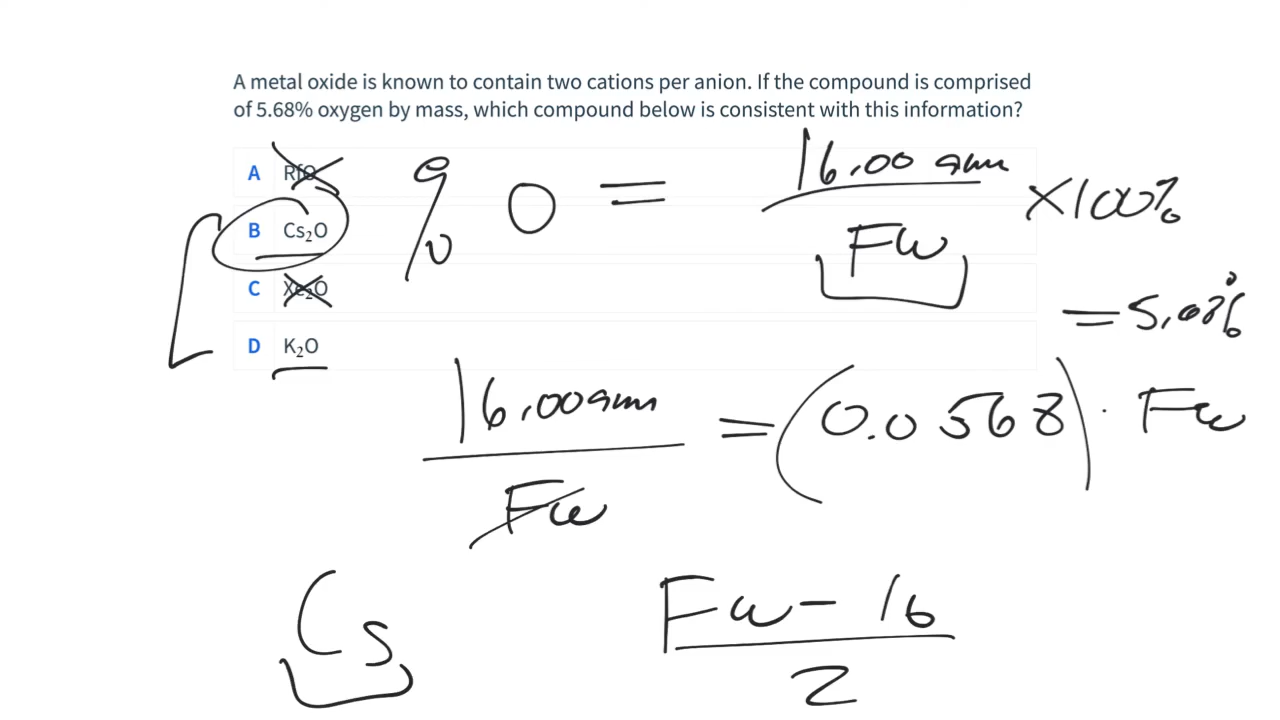 A metal oxide is known to contain two cations per anion. If the compound is comprised
of 5.68% oxygen by mass, which compound below is consistent with this information?
A RfO
B Cs₂O
C Xe₂O
D K₂O
% O = 16.00 amu / FW × 100%
= 5.68%
16.00 amu / FW = (0.0568) · FW
Cs
FW - 16 / 2